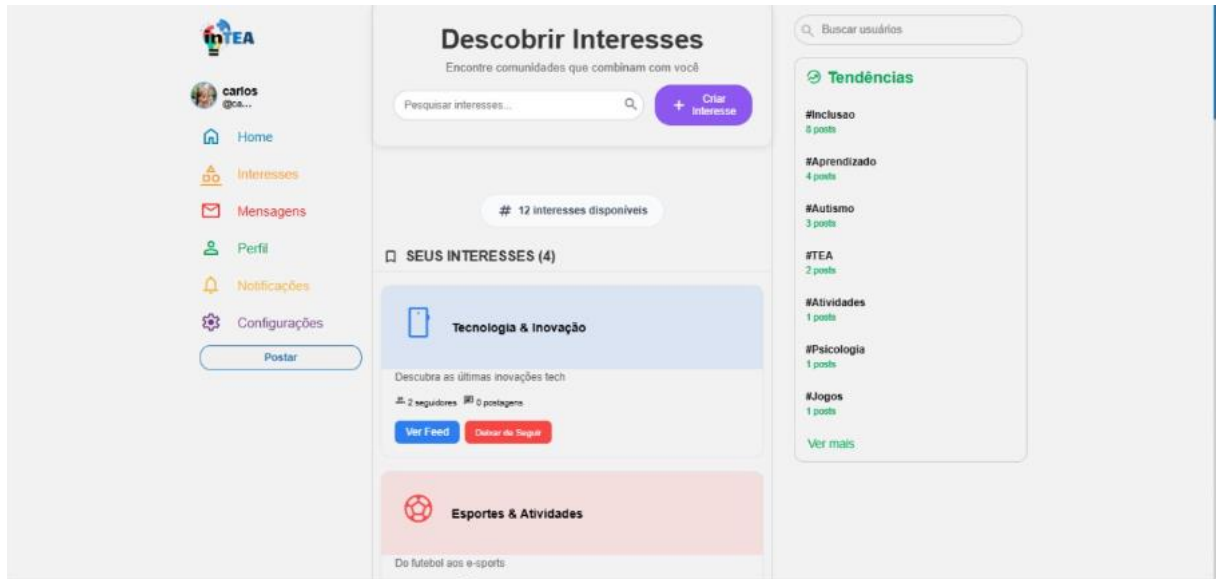 inTEA
carlos
@ca...
Home
Interesses
Mensagens
Perfil
Notificações
Configurações
Postar
Descobrir Interesses
Encontre comunidades que combinam com você
Pesquisar interesses...
+ Criar
Interesse
# 12 interesses disponíveis
SEUS INTERESSES (4)
Tecnologia & Inovação
Descubra as últimas inovações tech
2 seguidores 0 postagens
Ver Feed Deixar de Seguir
Esportes & Atividades
Do futebol aos e-sports
Buscar usuários
Tendências
#Inclusao
8 posts
#Aprendizado
4 posts
#Autismo
3 posts
#TEA
2 posts
#Atividades
1 posts
#Psicologia
1 posts
#Jogos
1 posts
Ver mais